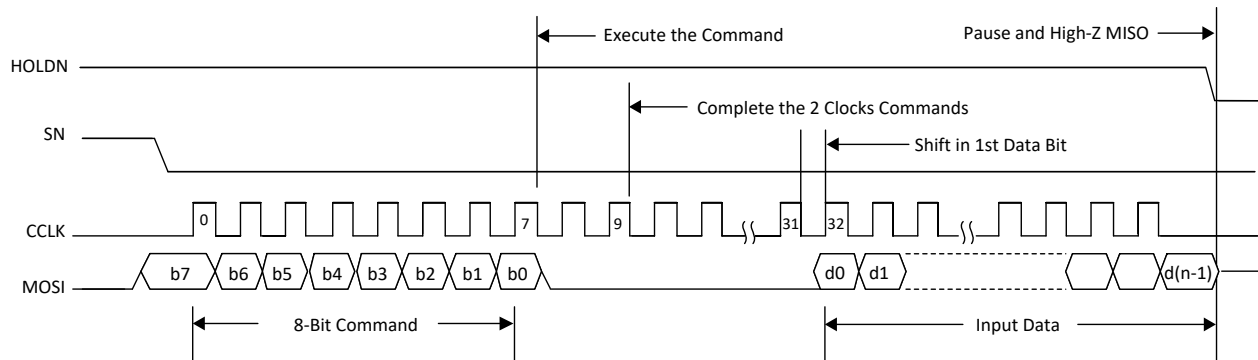 Execute the Command
Pause and High-Z MISO
HOLDN
Complete the 2 Clocks Commands
SN
Shift in 1st Data Bit
CCLK
0
7
9
31
32
MOSI
b7
b6
b5
b4
b3
b2
b1
b0
d0
d1
d(n-1)
8-Bit Command
Input Data